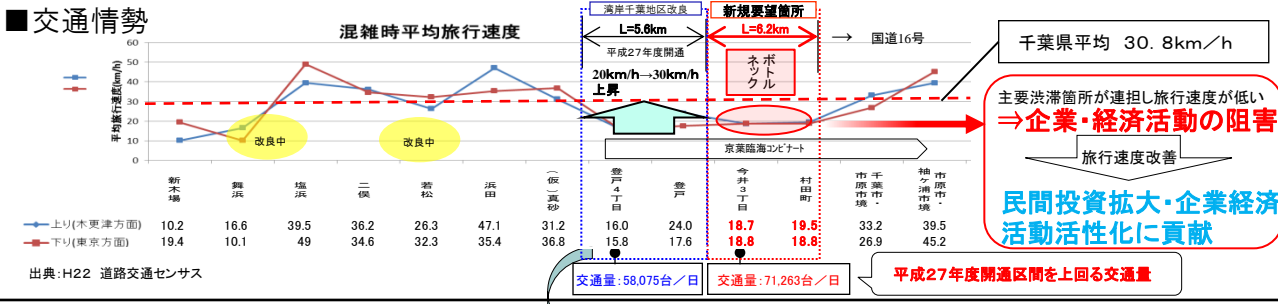 ■交通情勢
混雑時平均旅行速度
湾岸千葉地区改良
L=5.6km
平成27年度開通
20km/h→30km/h
上昇
新規要望箇所
L=6.2km
ボトル
ネック
→ 国道16号
千葉県平均 30.8km/h
平均旅行速度(km/h)
60
50
40
30
20
10
0
改良中
改良中
京葉臨海コンビナート
主要渋滞箇所が連担し旅行速度が低い
⇒企業・経済活動の阻害
旅行速度改善
民間投資拡大・企業経済
活動活性化に貢献
新木場 舞浜 塩浜 二俣 若松 浜田 (仮)真砂 登戸4丁目 登戸 今井3丁目 村田町 千葉市・市原市境 市原市・袖ヶ浦市境
上り(木更津方面) 10.2 16.6 39.5 36.2 26.3 47.1 31.2 16.0 24.0 18.7 19.5 33.2 39.5
下り(東京方面) 19.4 10.1 49 34.6 32.3 35.4 36.8 15.8 17.6 18.8 18.8 26.9 45.2
出典:H22 道路交通センサス
交通量:58,075台/日
交通量:71,263台/日
平成27年度開通区間を上回る交通量